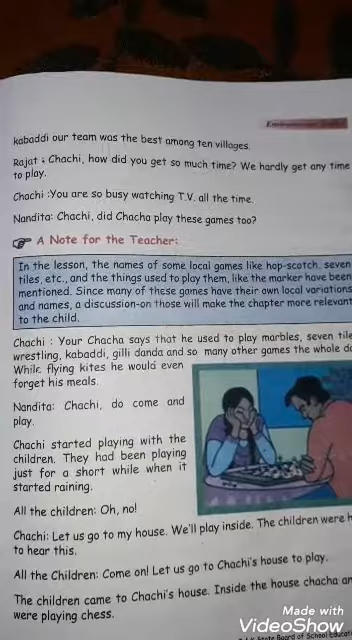 kabaddi our team was the best among ten villages.
Rajat : Chachi, how did you get so much time? We hardly get any time
to play.
Chachi :You are so busy watching T.V. all the time.
Nandita: Chachi, did Chacha play these games too?
A Note for the Teacher:
In the lesson, the names of some local games like hop-scotch, seven
tiles, etc., and the things used to play them, like the marker have been
mentioned. Since many of these games have their own local variations
and names, a discussion-on those will make the chapter more relevant
to the child.
Chachi : Your Chacha says that he used to play marbles, seven tile
wrestling, kabaddi, gilli danda and so many other games the whole
While flying kites he would even
forget his meals.
Nandita: Chachi, do come and
play.
Chachi started playing with the
children. They had been playing
just for a short while when it
started raining.
All the children: Oh, no!
Chachi: Let us go to my house. We'll play inside. The children were
to hear this.
All the Children: Come on! Let us go to Chachi's house to play.
The children came to Chachi's house. Inside the house chacha
were playing chess.
State Board of School
Made with
VideoShow